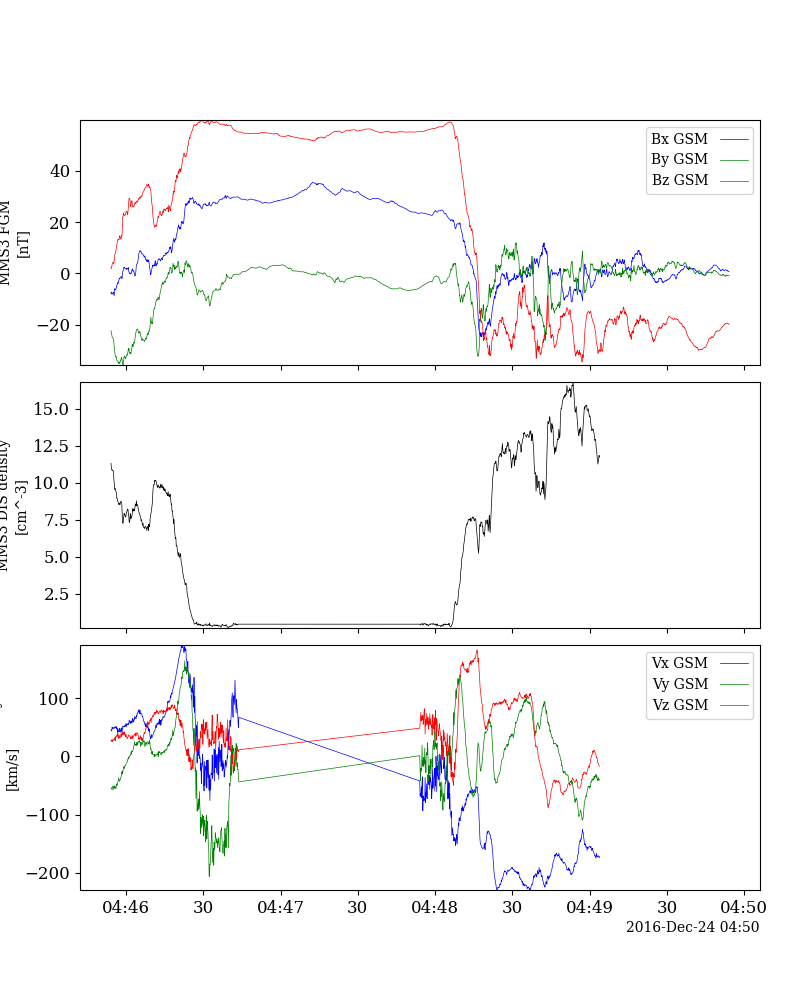 40
20
0
−20
MMS3 FGM
[nT]
Bx GSM
By GSM
Bz GSM
15.0
12.5
10.0
7.5
5.0
2.5
MMS3 DIS density
[cm^-3]
100
0
−100
−200
[km/s]
Vx GSM
Vy GSM
Vz GSM
04:46 30 04:47 30 04:48 30 04:49 30 04:50
2016-Dec-24 04:50